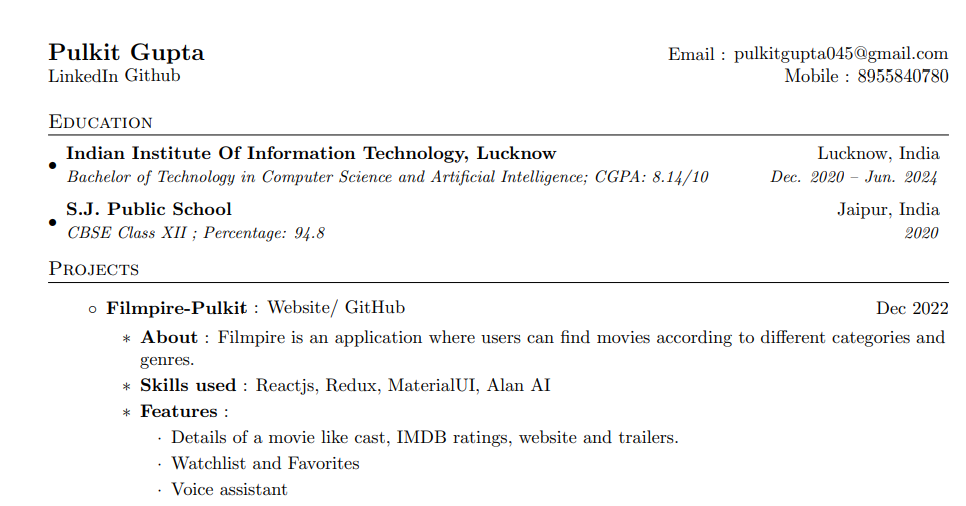 Pulkit Gupta
Email : pulkitgupta045@gmail.com
LinkedIn Github
Mobile : 8955840780
Education
• Indian Institute Of Information Technology, Lucknow
Lucknow, India
Bachelor of Technology in Computer Science and Artificial Intelligence; CGPA: 8.14/10
Dec. 2020 – Jun. 2024
• S.J. Public School
Jaipur, India
CBSE Class XII ; Percentage: 94.8
2020
Projects
◦ Filmpire-Pulkit : Website/ GitHub
Dec 2022
∗ About : Filmpire is an application where users can find movies according to different categories and
genres.
∗ Skills used : Reactjs, Redux, MaterialUI, Alan AI
∗ Features :
· Details of a movie like cast, IMDB ratings, website and trailers.
· Watchlist and Favorites
· Voice assistant